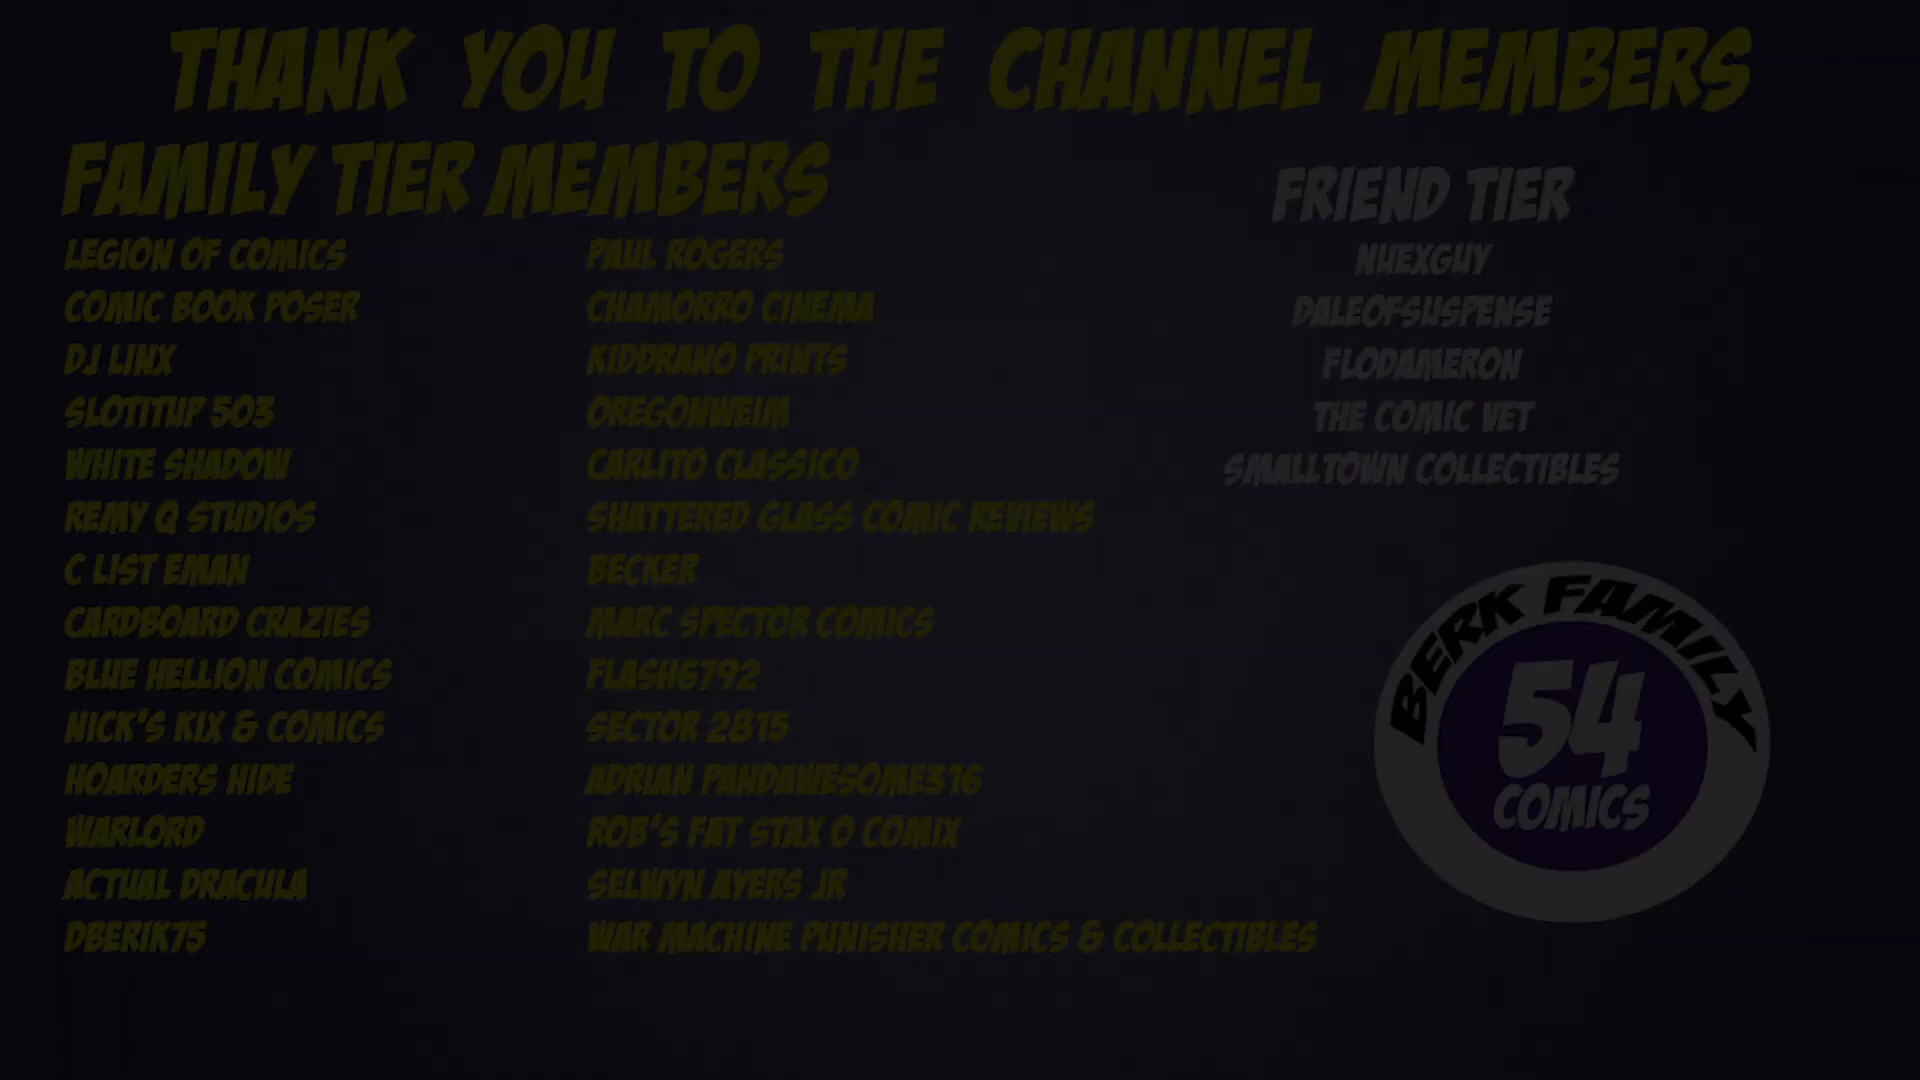 THANK YOU TO THE CHANNEL MEMBERS
FAMILY TIER MEMBERS
LEGION OF COMICS
COMIC BOOK POSER
DJ LINX
SLOTITUP 503
WHITE SHADOW
REMY Q STUDIOS
C LIST EMAN
CARDBOARD CRAZIES
BLUE HELLION COMICS
NICK'S KIX & COMICS
HOARDERS HIDE
WARLORD
ACTUAL DRACULA
DBERIK75
PAUL ROGERS
CHAMORRO CINEMA
KIDDRANO PRINTS
OREGONWEIM
CARLITO CLASSICO
SHATTERED GLASS COMIC REVIEWS
BECKER
MARC SPECTOR COMICS
FLASH6792
SECTOR 2815
ADRIAN PANDAWESOME316
ROB'S FAT STAX O COMIX
SELWYN AYERS JR
WAR MACHINE PUNISHER COMICS & COLLECTIBLES
FRIEND TIER
NUEXGUY
DALEOFSUSPENSE
FLODAMERON
THE COMIC VET
SMALLTOWN COLLECTIBLES
BERK FAMILY
54
COMICS